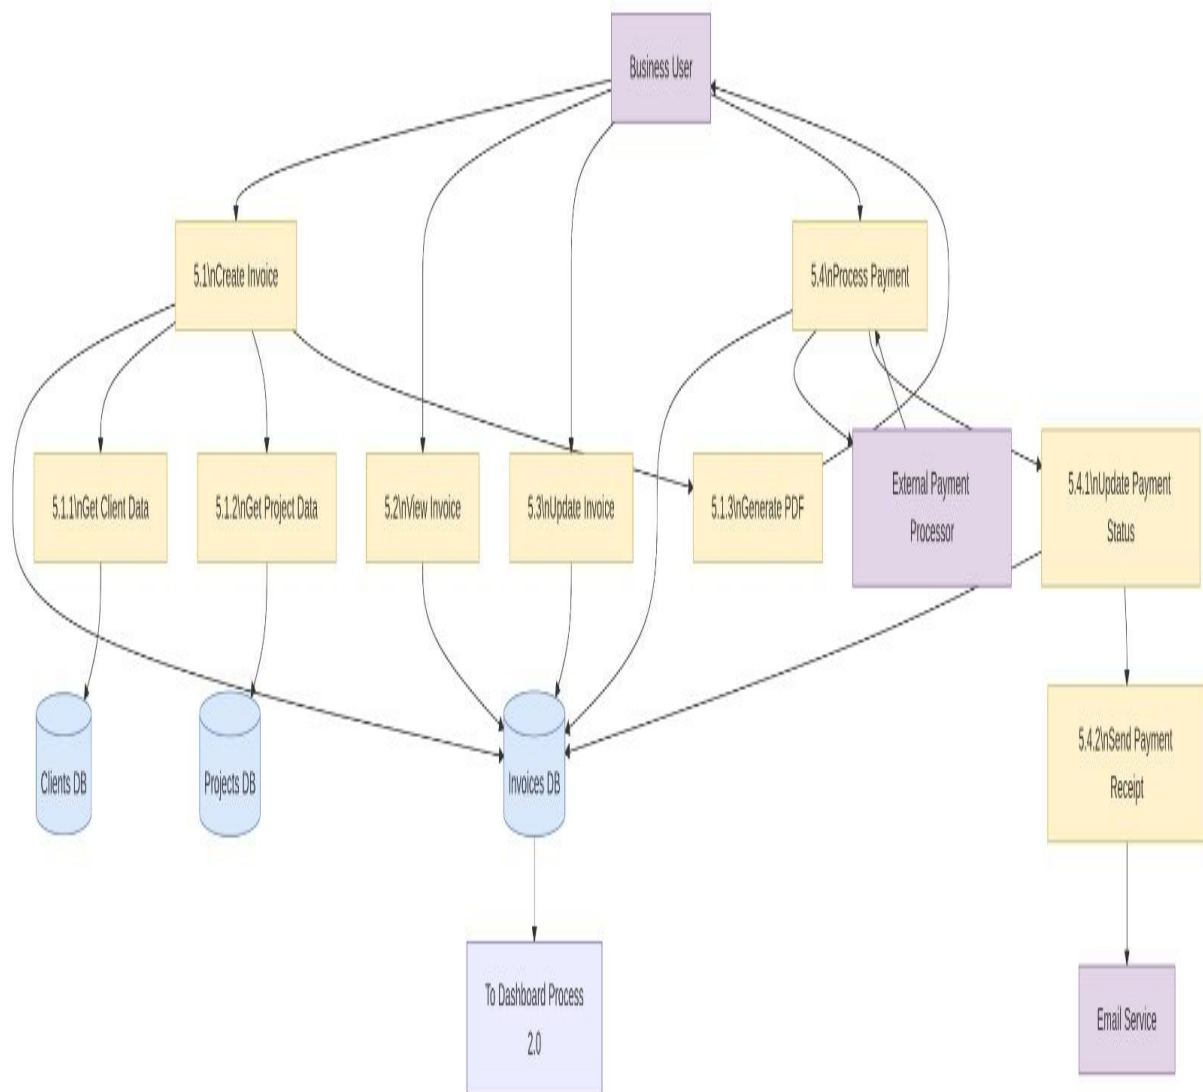 Business User
5.1\nCreate Invoice
5.4\nProcess Payment
5.1.1\nGet Client Data
5.1.2\nGet Project Data
5.2\nView Invoice
5.3\nUpdate Invoice
5.1.3\nGenerate PDF
External Payment
Processor
5.4.1\nUpdate Payment
Status
Clients DB
Projects DB
Invoices DB
5.4.2\nSend Payment
Receipt
To Dashboard Process
2.0
Email Service